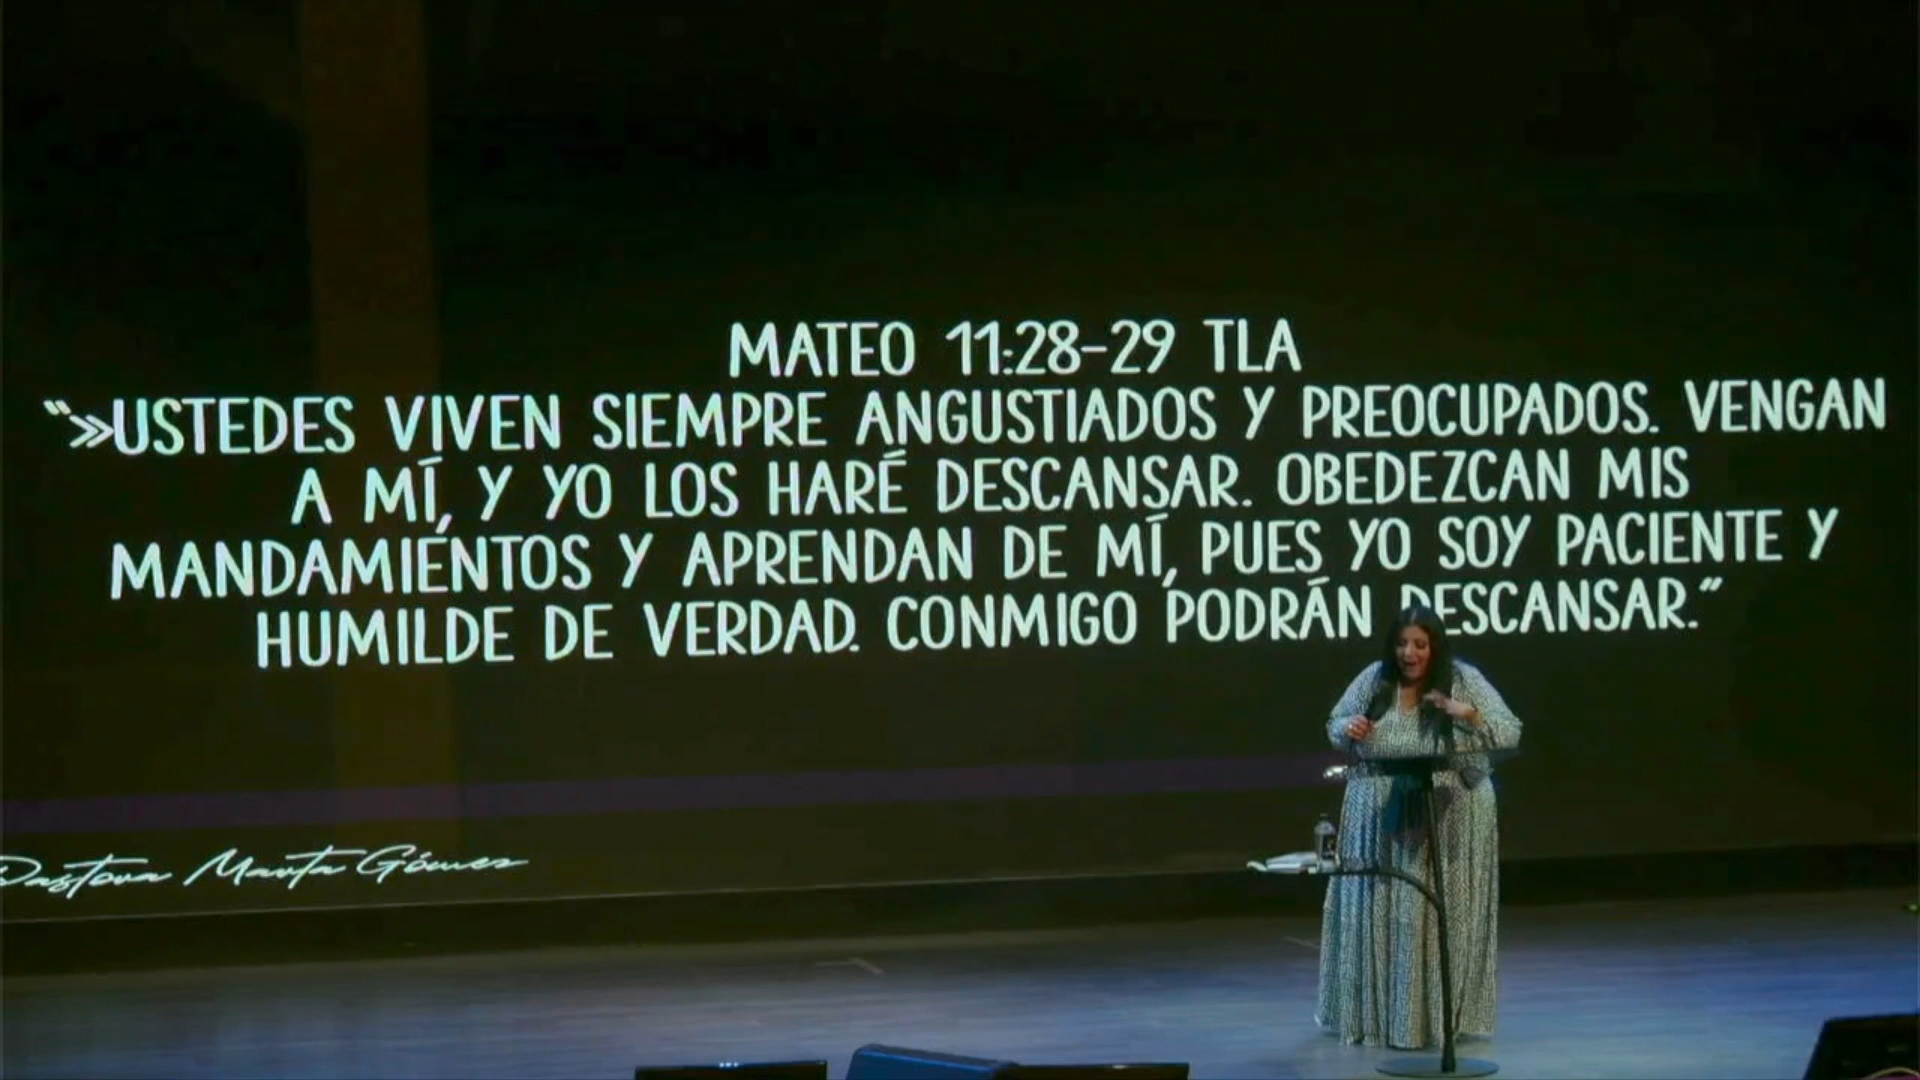 MATEO 11:28-29 TLA
"»USTEDES VIVEN SIEMPRE ANGUSTIADOS Y PREOCUPADOS. VENGAN
A MÍ, Y YO LOS HARÉ DESCANSAR. OBEDEZCAN MIS
MANDAMIENTOS Y APRENDAN DE MÍ, PUES YO SOY PACIENTE Y
HUMILDE DE VERDAD. CONMIGO PODRÁN DESCANSAR."
Pastora Marta Gómez